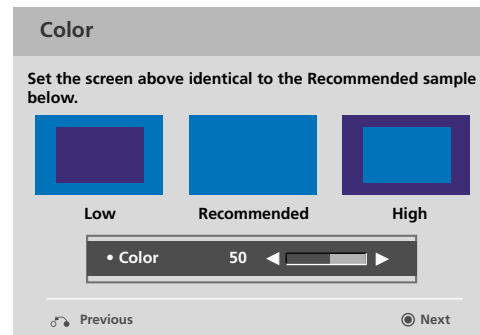 Color
Set the screen above identical to the Recommended sample
below.
Low Recommended High
• Color 50
Previous Next